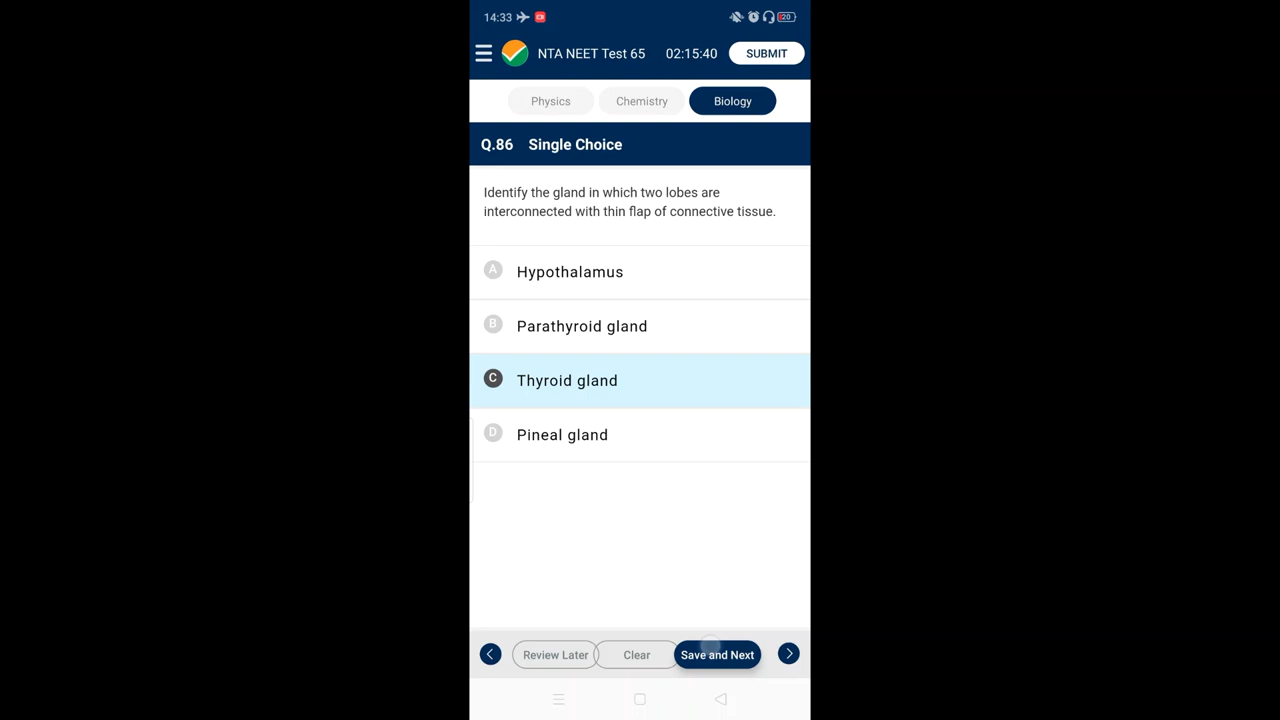 14:33 20
NTA NEET Test 65 02:15:40 SUBMIT
Physics Chemistry Biology
Q.86 Single Choice
Identify the gland in which two lobes are
interconnected with thin flap of connective tissue.
A Hypothalamus
B Parathyroid gland
C Thyroid gland
D Pineal gland
Review Later Clear Save and Next